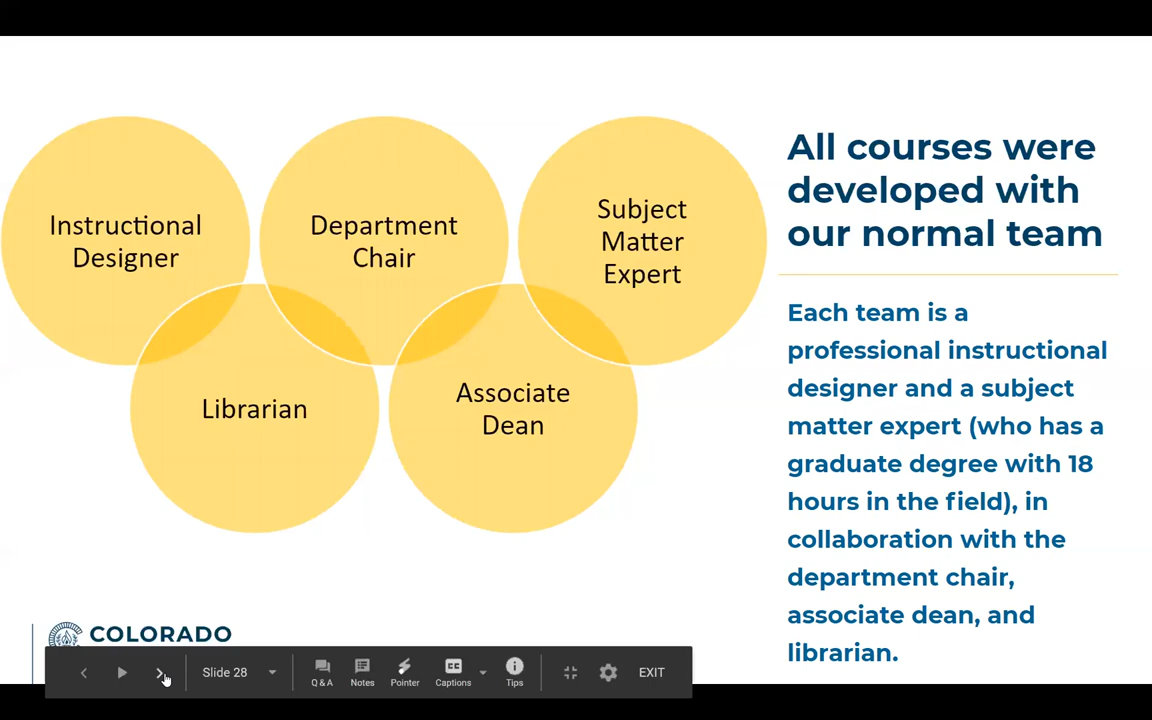 Instructional
Designer
Department
Chair
Subject
Matter
Expert
Librarian
Associate
Dean
All courses were
developed with
our normal team
Each team is a
professional instructional
designer and a subject
matter expert (who has a
graduate degree with 18
hours in the field), in
collaboration with the
department chair,
associate dean, and
librarian.
COLORADO
Slide 28
Q & A
Notes
Pointer
CC
Captions
Tips
EXIT